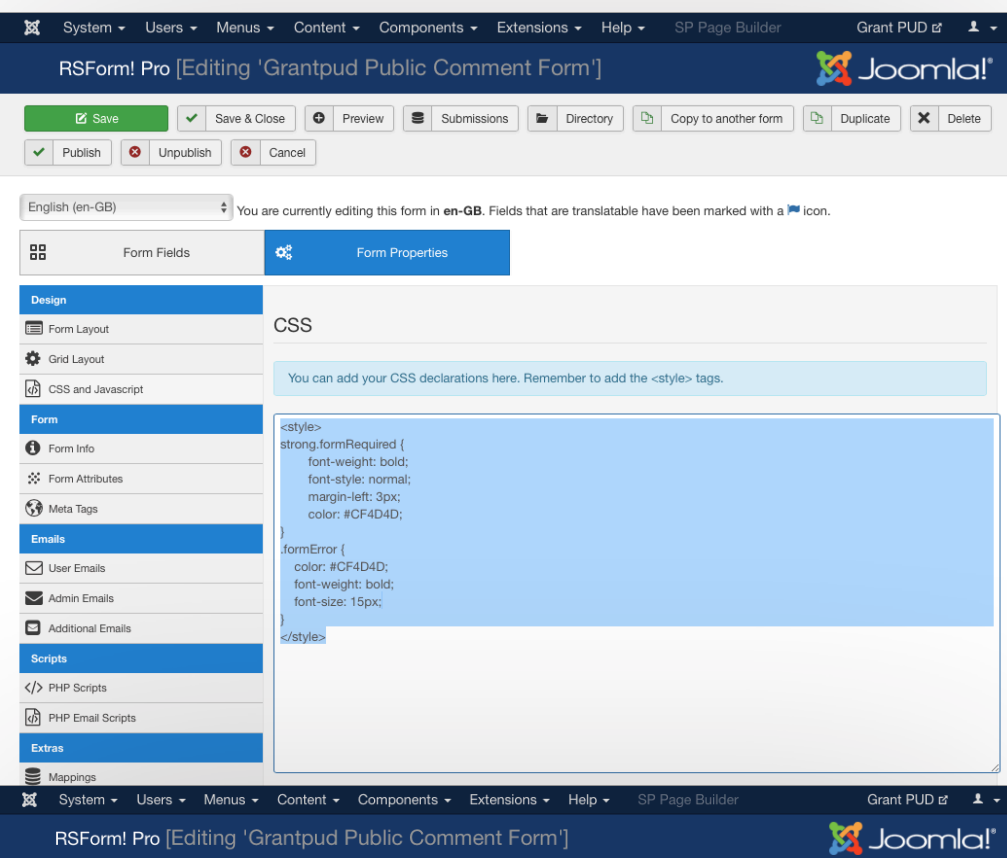 System Users Menus Content Components Extensions Help SP Page Builder Grant PUD
RSForm! Pro [Editing 'Grantpud Public Comment Form'] Joomla!®
Save Save & Close Preview Submissions Directory Copy to another form Duplicate Delete
Publish Unpublish Cancel
English (en-GB) You are currently editing this form in en-GB. Fields that are translatable have been marked with a icon.
Form Fields Form Properties
Design
Form Layout
Grid Layout
CSS and Javascript
Form
Form Info
Form Attributes
Meta Tags
Emails
User Emails
Admin Emails
Additional Emails
Scripts
PHP Scripts
PHP Email Scripts
Extras
Mappings
CSS
You can add your CSS declarations here. Remember to add the <style> tags.
<style>
strong.formRequired {
font-weight: bold;
font-style: normal;
margin-left: 3px;
color: #CF4D4D;
}
.formError {
color: #CF4D4D;
font-weight: bold;
font-size: 15px;
}
</style>
System Users Menus Content Components Extensions Help SP Page Builder Grant PUD
RSForm! Pro [Editing 'Grantpud Public Comment Form'] Joomla!®